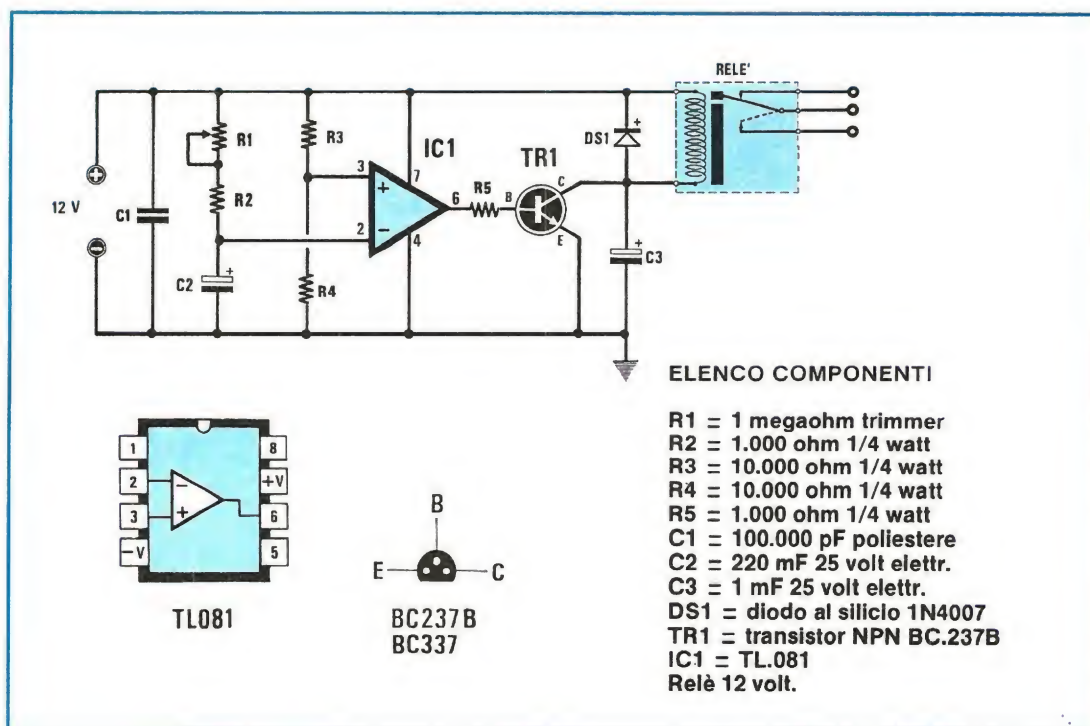 RELE'
R1
R3
DS1
+
IC1
TR1
3
+
7
C
12 V
C1
R2
6
R5
B
2
−
4
E
+
C2
+
R4
C3
ELENCO COMPONENTI
R1 = 1 megaohm trimmer
R2 = 1.000 ohm 1/4 watt
R3 = 10.000 ohm 1/4 watt
R4 = 10.000 ohm 1/4 watt
R5 = 1.000 ohm 1/4 watt
C1 = 100.000 pF poliestere
C2 = 220 mF 25 volt elettr.
C3 = 1 mF 25 volt elettr.
DS1 = diodo al silicio 1N4007
TR1 = transistor NPN BC.237B
IC1 = TL.081
Relè 12 volt.
1
8
2
−
+V
3
+
6
−V
5
TL081
B
E
C
BC237B
BC337